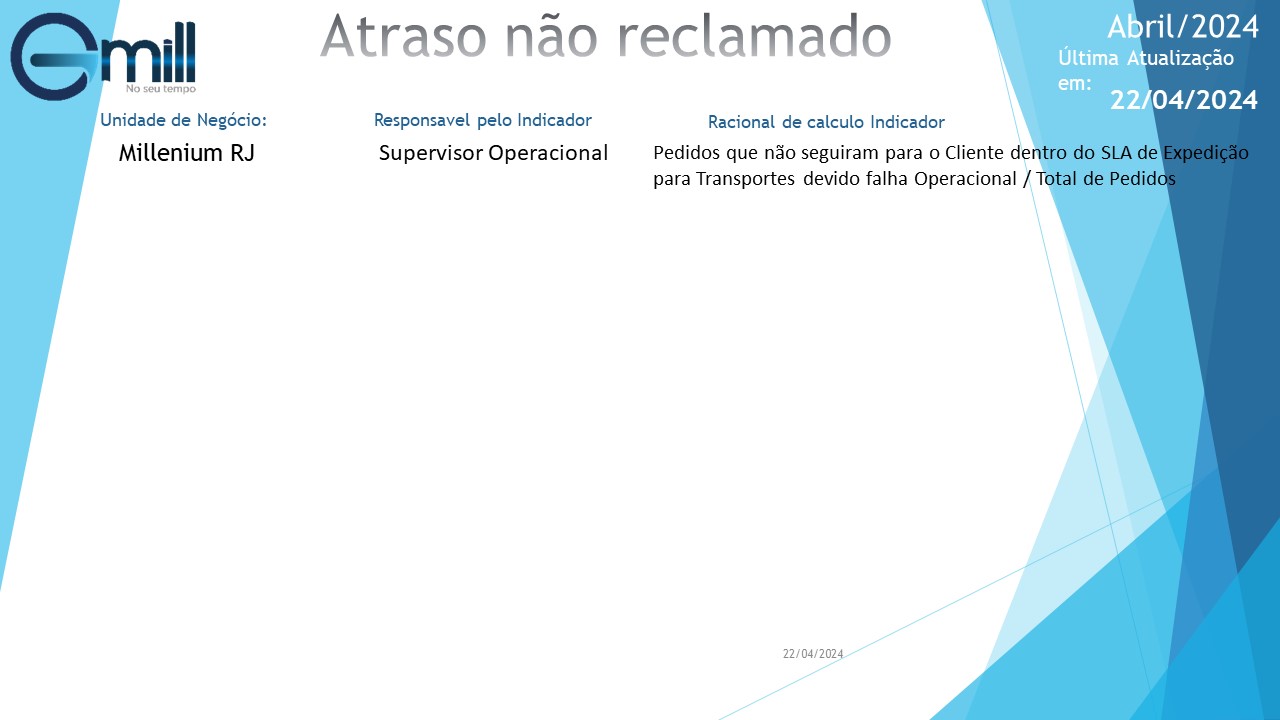 Gmill
No seu tempo
Atraso não reclamado
Abril/2024
Última Atualização
em:
22/04/2024
Unidade de Negócio:
Responsavel pelo Indicador
Racional de calculo Indicador
Millenium RJ
Supervisor Operacional
Pedidos que não seguiram para o Cliente dentro do SLA de Expedição
para Transportes devido falha Operacional / Total de Pedidos
22/04/2024